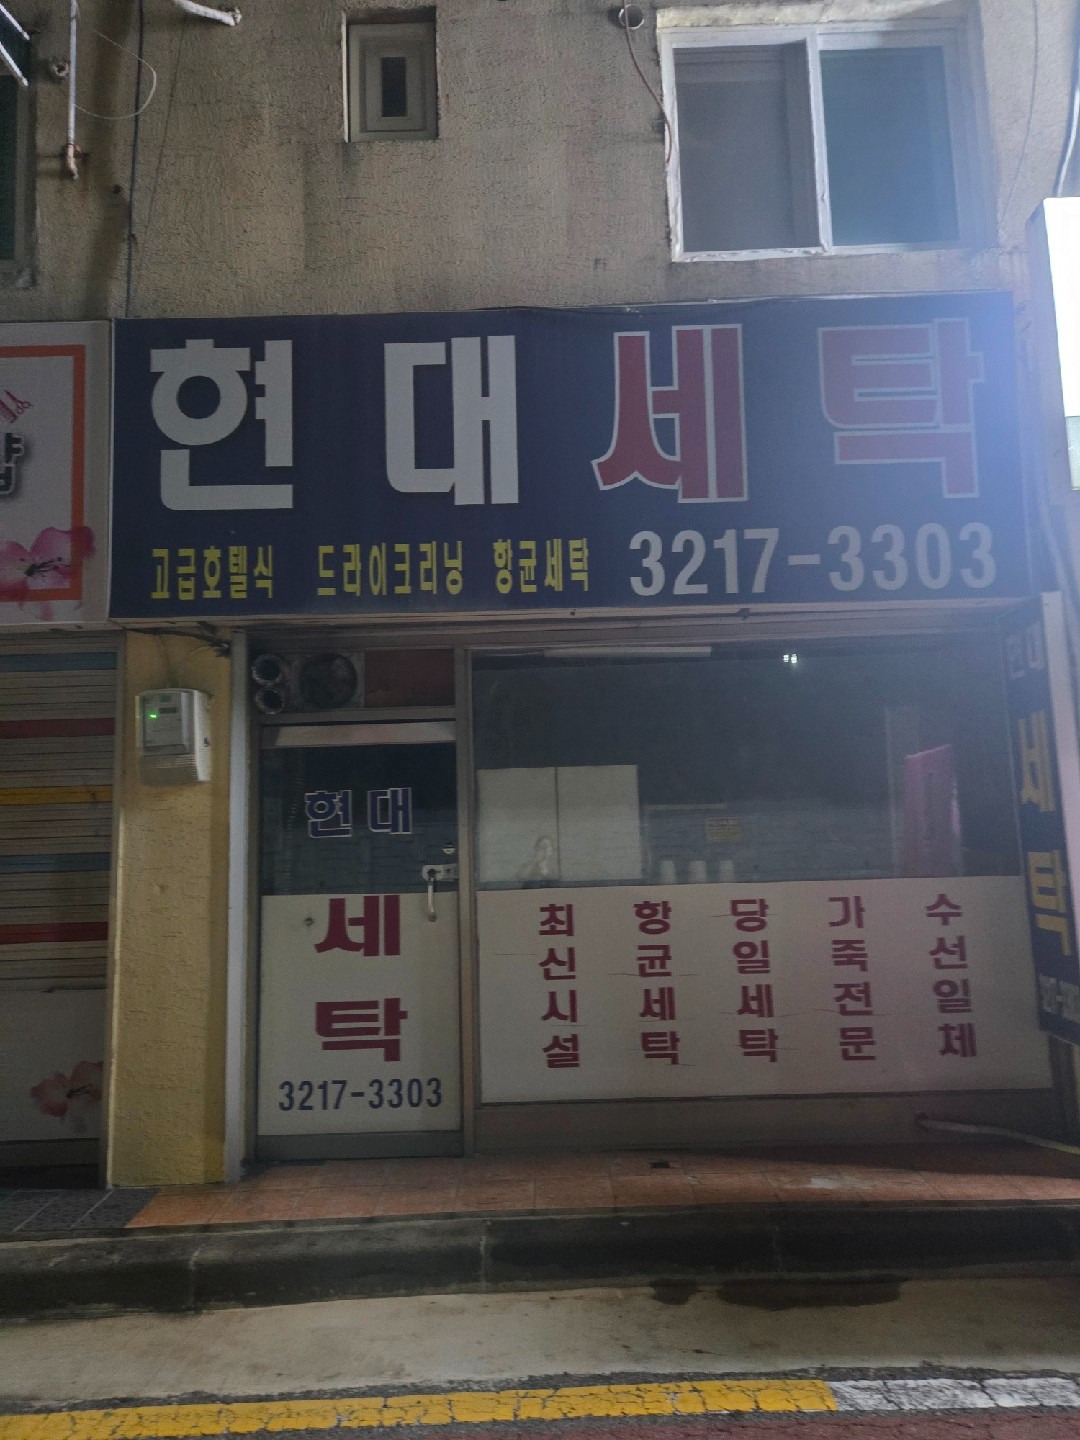 현대세탁
고급호텔식 드라이크리닝 항균세탁 3217-3303
현대
세
탁
3217-3303
최신시설
항균세탁
당일세탁
가죽전문
수선일체
현대
세
탁